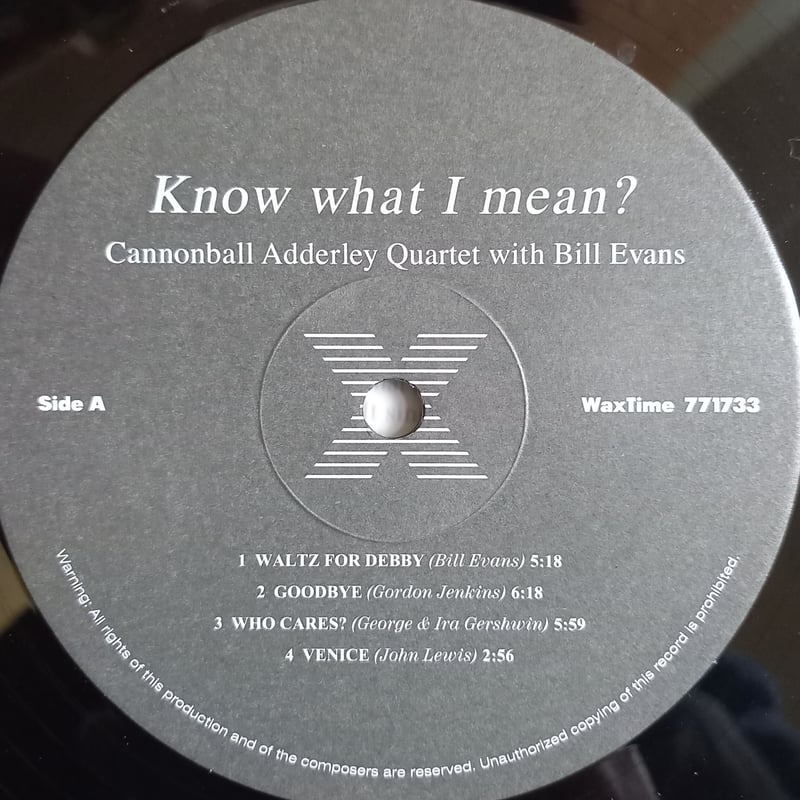 Know what I mean?
Cannonball Adderley Quartet with Bill Evans
Side A
WaxTime 771733
1 WALTZ FOR DEBBY (Bill Evans) 5:18
2 GOODBYE (Gordon Jenkins) 6:18
3 WHO CARES? (George & Ira Gershwin) 5:59
4 VENICE (John Lewis) 2:56
Warning: All rights of this production and of the composers are reserved. Unauthorized copying of this record is prohibited.